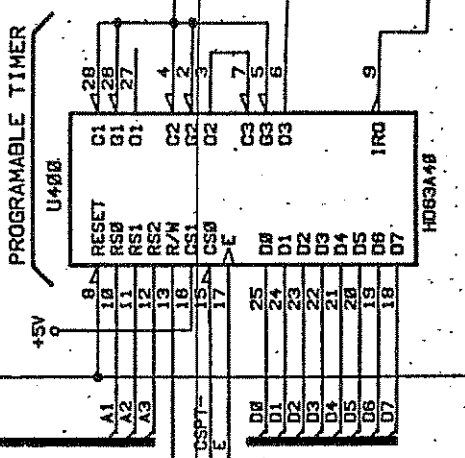 PROGRAMABLE TIMER
U400
28 28 27 4 2 3 7 5 6 9
C1 G1 O1 C2 G2 O2 C3 G3 O3 IRQ
HD63A40
RESET RS0 RS1 RS2 R/W CS1 CS0 E D0 D1 D2 D3 D4 D5 D6 D7
8 10 11 12 13 16 15 17 25 24 23 22 21 20 19 18
+5V
A1 A2 A3 CSPT- E D0 D1 D2 D3 D4 D5 D6 D7